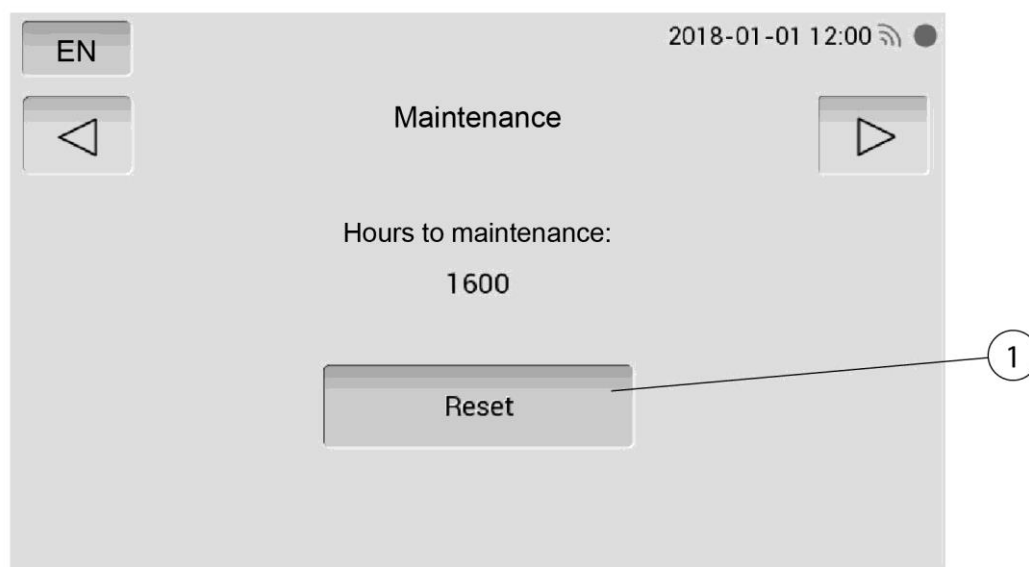 EN
2018-01-01 12:00
Maintenance
Hours to maintenance:
1600
Reset
1